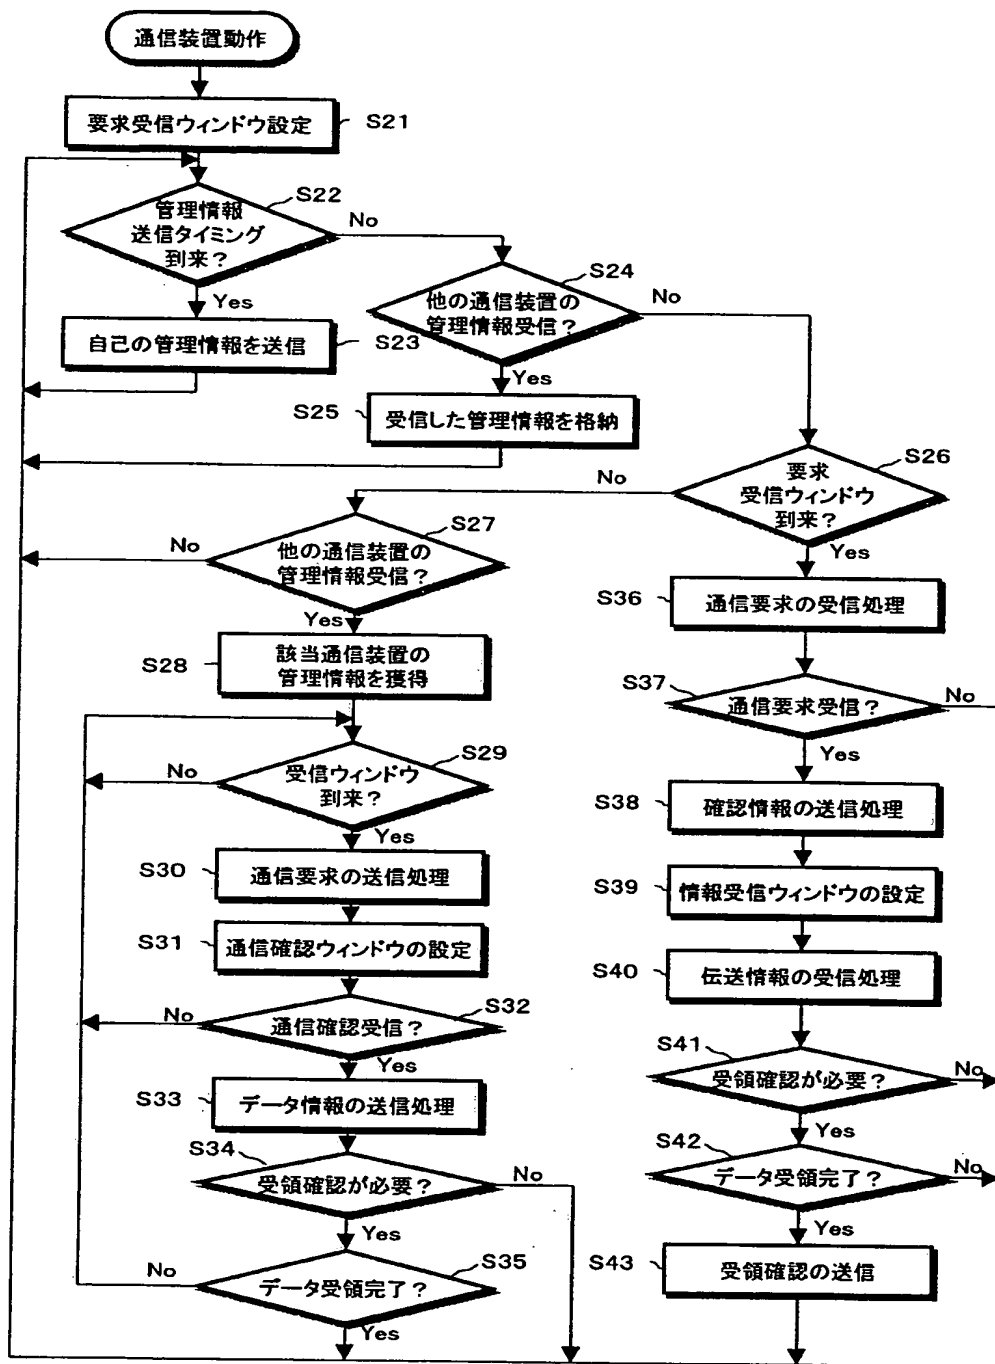 通信装置動作
要求受信ウィンドウ設定
S21
S22
管理情報
送信タイミング
到来？
No
Yes
自己の管理情報を送信
S23
S24
他の通信装置の
管理情報受信？
No
Yes
S25
受信した管理情報を格納
S26
要求
受信ウィンドウ
到来？
No
Yes
S27
他の通信装置の
管理情報受信？
No
Yes
S28
該当通信装置の
管理情報を獲得
S29
受信ウィンドウ
到来？
No
Yes
S30
通信要求の送信処理
S31
通信確認ウィンドウの設定
S32
通信確認受信？
No
Yes
S33
データ情報の送信処理
S34
受領確認が必要？
No
Yes
S35
データ受領完了？
No
Yes
S36
通信要求の受信処理
S37
通信要求受信？
No
Yes
S38
確認情報の送信処理
S39
情報受信ウィンドウの設定
S40
伝送情報の受信処理
S41
受領確認が必要？
No
Yes
S42
データ受領完了？
No
Yes
S43
受領確認の送信